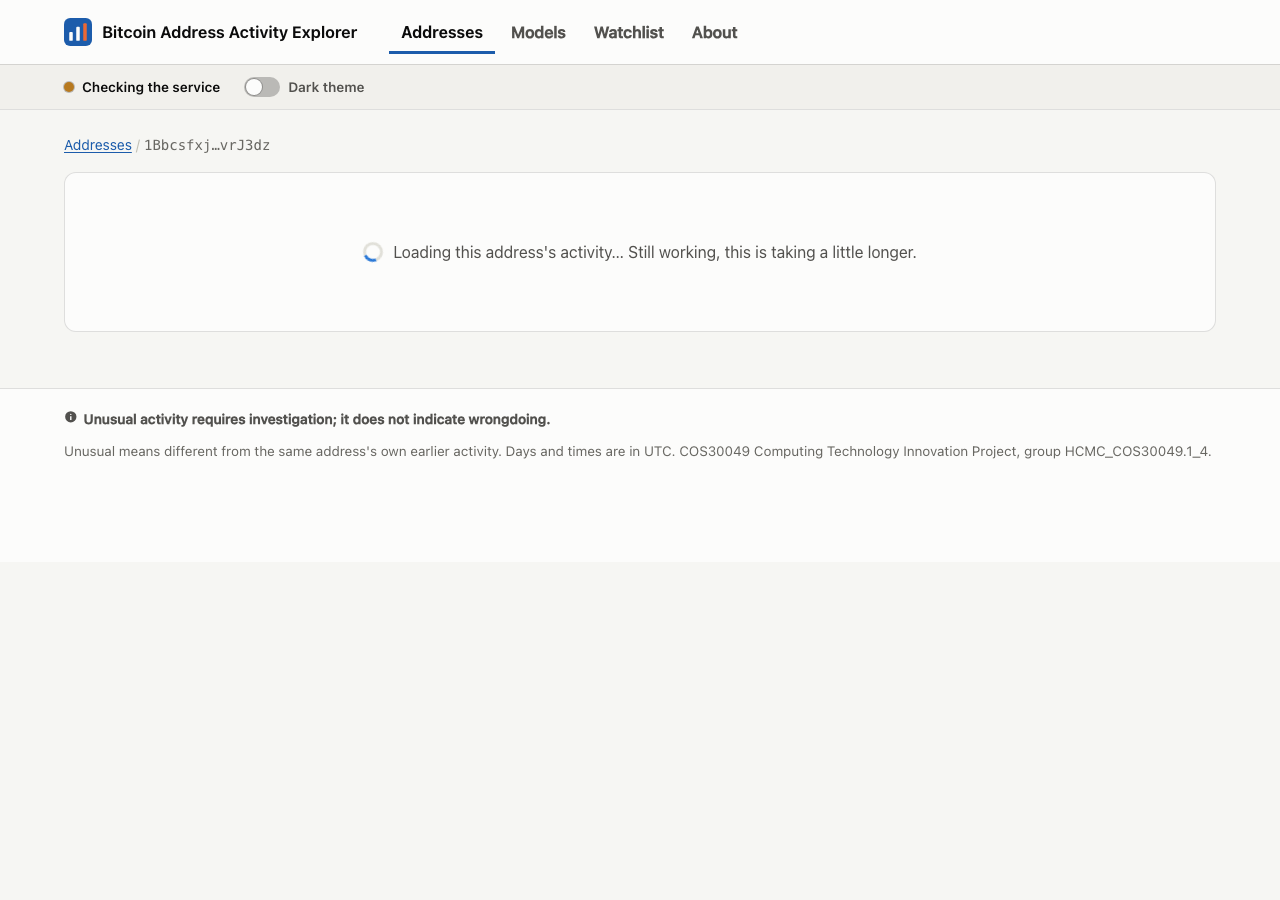 Bitcoin Address Activity Explorer
Addresses
Models
Watchlist
About
Checking the service
Dark theme
Addresses / 1Bbcsfxj…vrJ3dz
Loading this address's activity... Still working, this is taking a little longer.
Unusual activity requires investigation; it does not indicate wrongdoing.
Unusual means different from the same address's own earlier activity. Days and times are in UTC. COS30049 Computing Technology Innovation Project, group HCMC_COS30049.1_4.